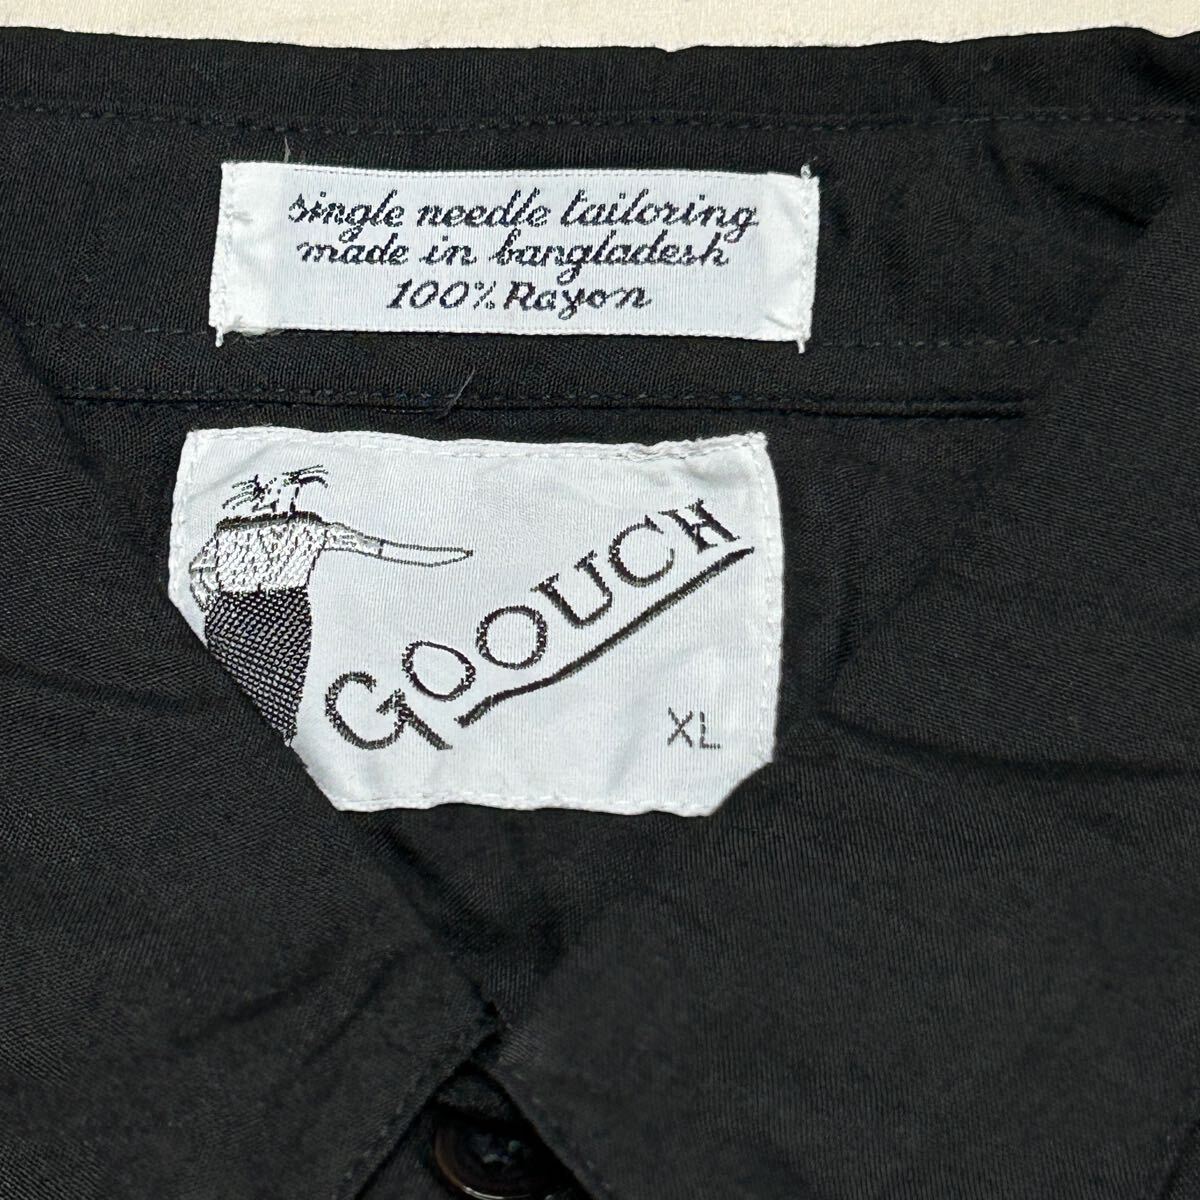 single needle tailoring
made in bangladesh
100% Rayon
GOOUCH
XL